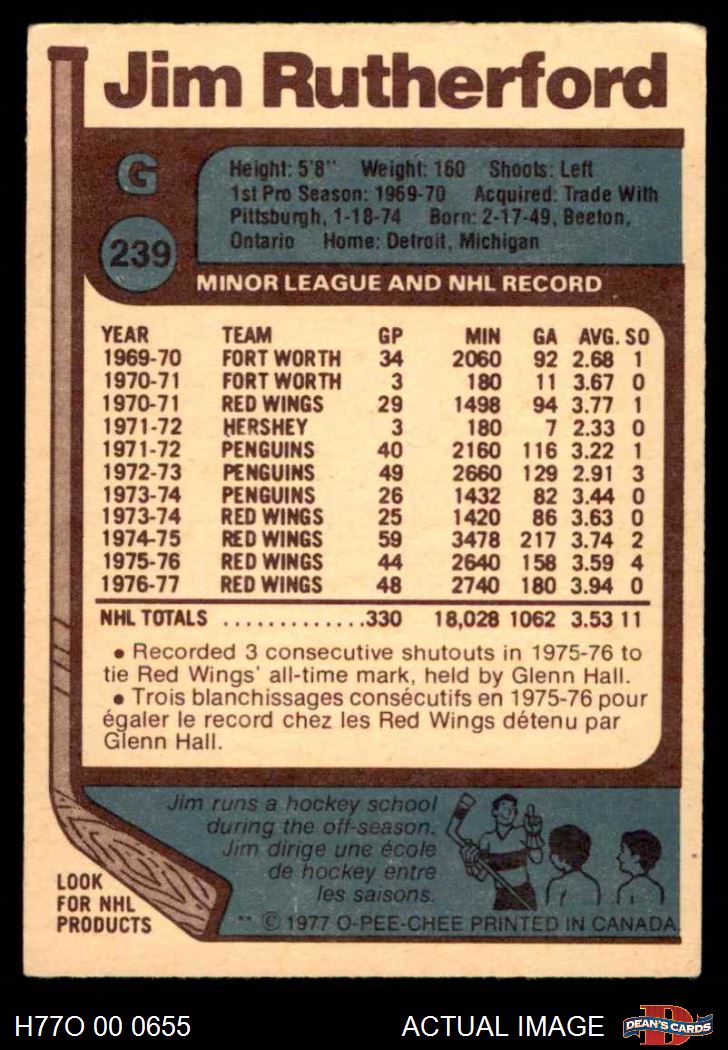 Jim Rutherford
G
239
Height: 5'8" Weight: 160 Shoots: Left
1st Pro Season: 1969-70 Acquired: Trade With
Pittsburgh, 1-18-74 Born: 2-17-49, Beeton,
Ontario Home: Detroit, Michigan
MINOR LEAGUE AND NHL RECORD
YEAR TEAM GP MIN GA AVG. SO
1969-70 FORT WORTH 34 2060 92 2.68 1
1970-71 FORT WORTH 3 180 11 3.67 0
1970-71 RED WINGS 29 1498 94 3.77 1
1971-72 HERSHEY 3 180 7 2.33 0
1971-72 PENGUINS 40 2160 116 3.22 1
1972-73 PENGUINS 49 2660 129 2.91 3
1973-74 PENGUINS 26 1432 82 3.44 0
1973-74 RED WINGS 25 1420 86 3.63 0
1974-75 RED WINGS 59 3478 217 3.74 2
1975-76 RED WINGS 44 2640 158 3.59 4
1976-77 RED WINGS 48 2740 180 3.94 0
NHL TOTALS ............330 18,028 1062 3.53 11
• Recorded 3 consecutive shutouts in 1975-76 to
tie Red Wings' all-time mark, held by Glenn Hall.
• Trois blanchissages consécutifs en 1975-76 pour
égaler le record chez les Red Wings détenu par
Glenn Hall.
Jim runs a hockey school
during the off-season.
Jim dirige une école
de hockey entre
les saisons.
LOOK
FOR NHL
PRODUCTS
** © 1977 O-PEE-CHEE PRINTED IN CANADA
H77O 00 0655 ACTUAL IMAGE
D
DEAN'S CARDS